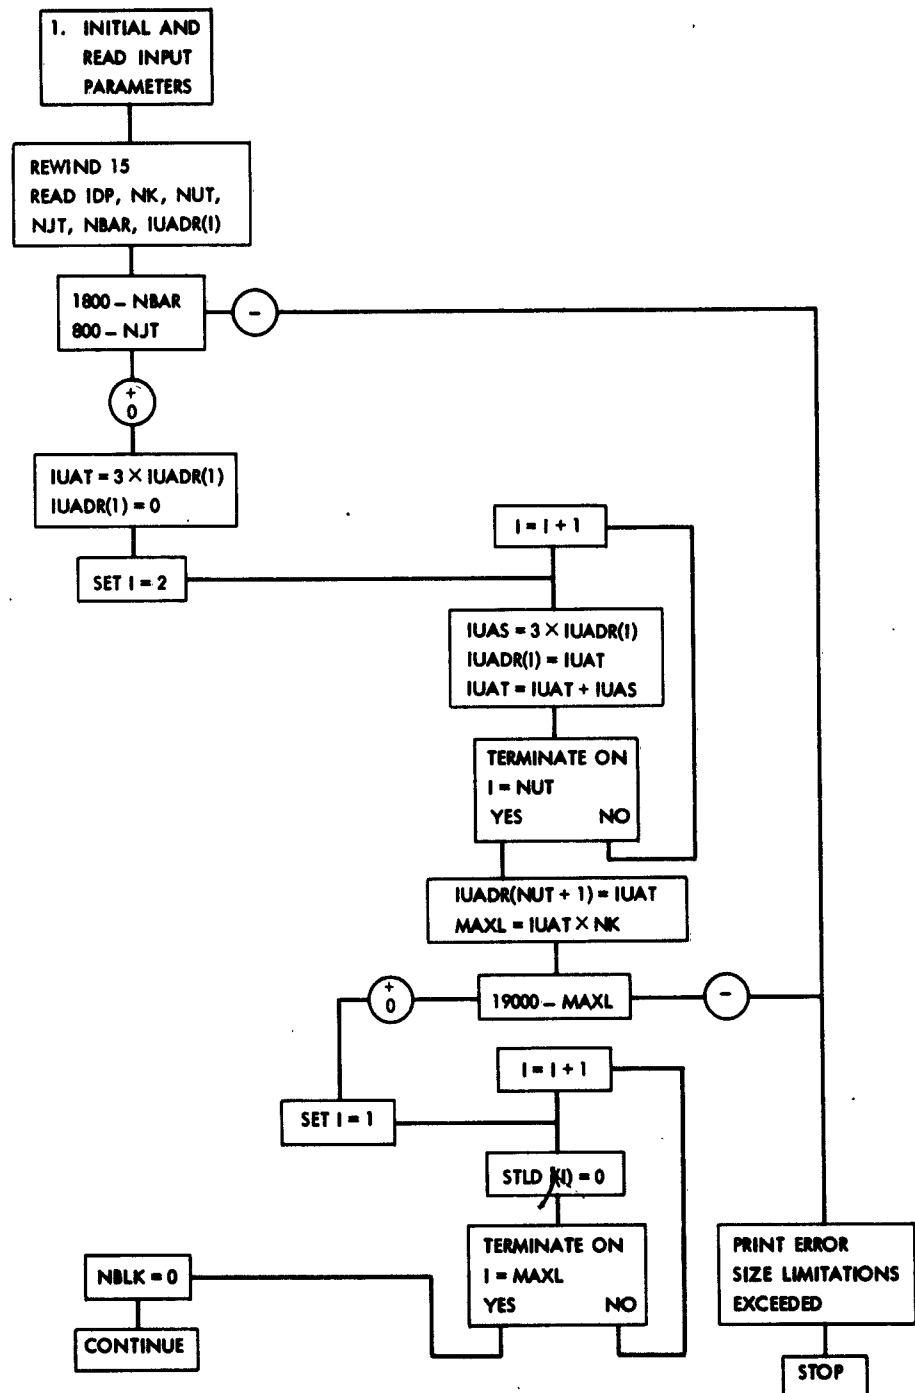 1. INITIAL AND
READ INPUT
PARAMETERS
REWIND 15
READ IDP, NK, NUT,
NJT, NBAR, IUADR(I)
1800 – NBAR
800 – NJT
–
+
0
IUAT = 3 × IUADR(1)
IUADR(1) = 0
SET I = 2
I = I + 1
IUAS = 3 × IUADR(I)
IUADR(I) = IUAT
IUAT = IUAT + IUAS
TERMINATE ON
I = NUT
YES NO
IUADR(NUT + 1) = IUAT
MAXL = IUAT × NK
+
0
19000 – MAXL
–
I = I + 1
SET I = 1
STLD (I) = 0
TERMINATE ON
I = MAXL
YES NO
NBLK = 0
CONTINUE
PRINT ERROR
SIZE LIMITATIONS
EXCEEDED
STOP